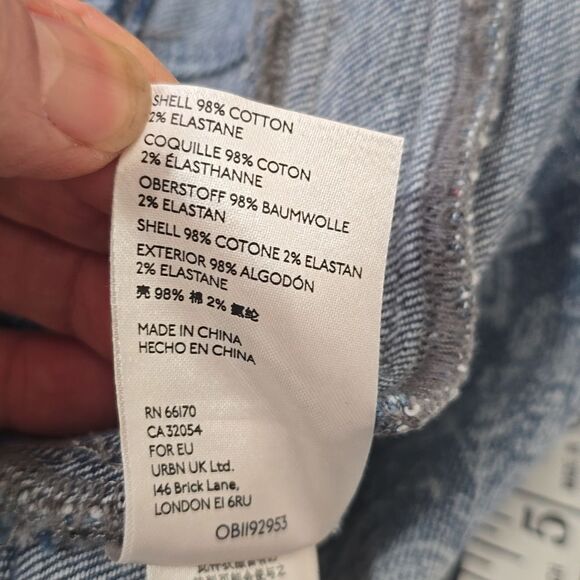 SHELL 98% COTTON
2% ELASTANE
COQUILLE 98% COTON
2% ÉLASTHANNE
OBERSTOFF 98% BAUMWOLLE
2% ELASTAN
SHELL 98% COTONE 2% ELASTAN
EXTERIOR 98% ALGODÓN
2% ELASTANE
壳 98% 棉 2% 氨纶
MADE IN CHINA
HECHO EN CHINA
RN 66170
CA 32054
FOR EU
URBN UK Ltd.
146 Brick Lane,
LONDON E1 6RU
OB1192953
5